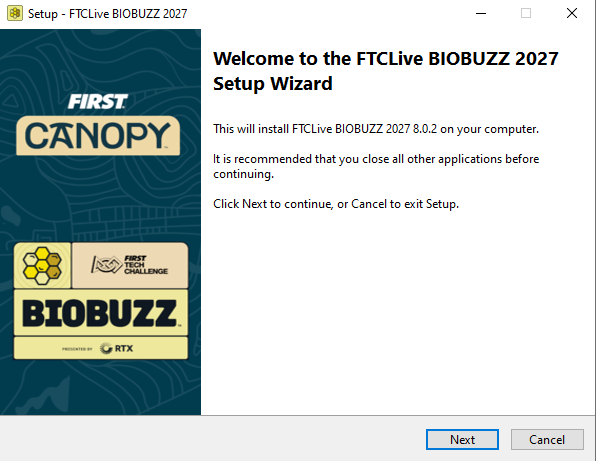 Setup - FTCLive BIOBUZZ 2027
Welcome to the FTCLive BIOBUZZ 2027
Setup Wizard
This will install FTCLive BIOBUZZ 2027 8.0.2 on your computer.
It is recommended that you close all other applications before
continuing.
Click Next to continue, or Cancel to exit Setup.
FIRST
CANOPY
FIRST
TECH
CHALLENGE
BIOBUZZ
PRESENTED BY RTX
Next
Cancel